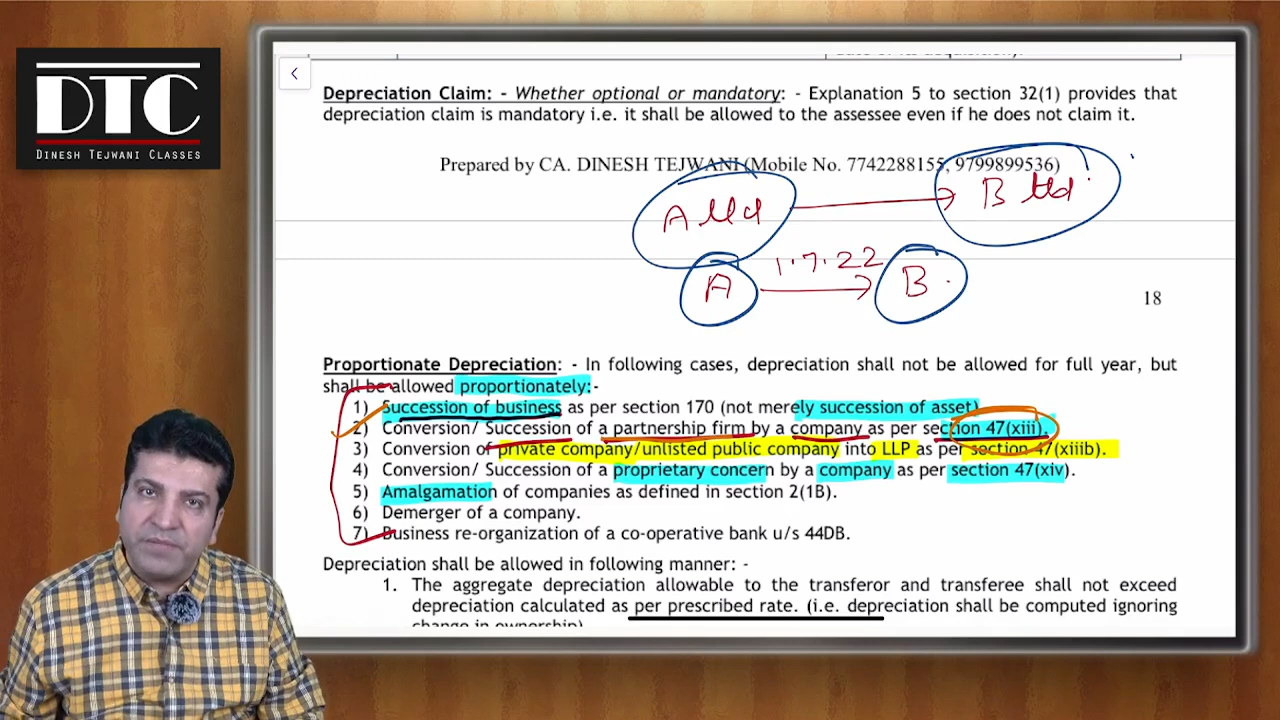 DTC
DINESH TEJWANI CLASSES
Depreciation Claim: - Whether optional or mandatory: - Explanation 5 to section 32(1) provides that
depreciation claim is mandatory i.e. it shall be allowed to the assessee even if he does not claim it.
Prepared by CA. DINESH TEJWANI (Mobile No. 7742288155, 9799899536)
A Ltd B Ltd
A 1.7.22 B
18
Proportionate Depreciation: - In following cases, depreciation shall not be allowed for full year, but
shall be allowed proportionately:-
1) Succession of business as per section 170 (not merely succession of asset)
2) Conversion/ Succession of a partnership firm by a company as per section 47(xiii).
3) Conversion of private company/unlisted public company into LLP as per section 47(xiiib).
4) Conversion/ Succession of a proprietary concern by a company as per section 47(xiv).
5) Amalgamation of companies as defined in section 2(1B).
6) Demerger of a company.
7) Business re-organization of a co-operative bank u/s 44DB.
Depreciation shall be allowed in following manner: -
1. The aggregate depreciation allowable to the transferor and transferee shall not exceed
depreciation calculated as per prescribed rate. (i.e. depreciation shall be computed ignoring
change in ownership)